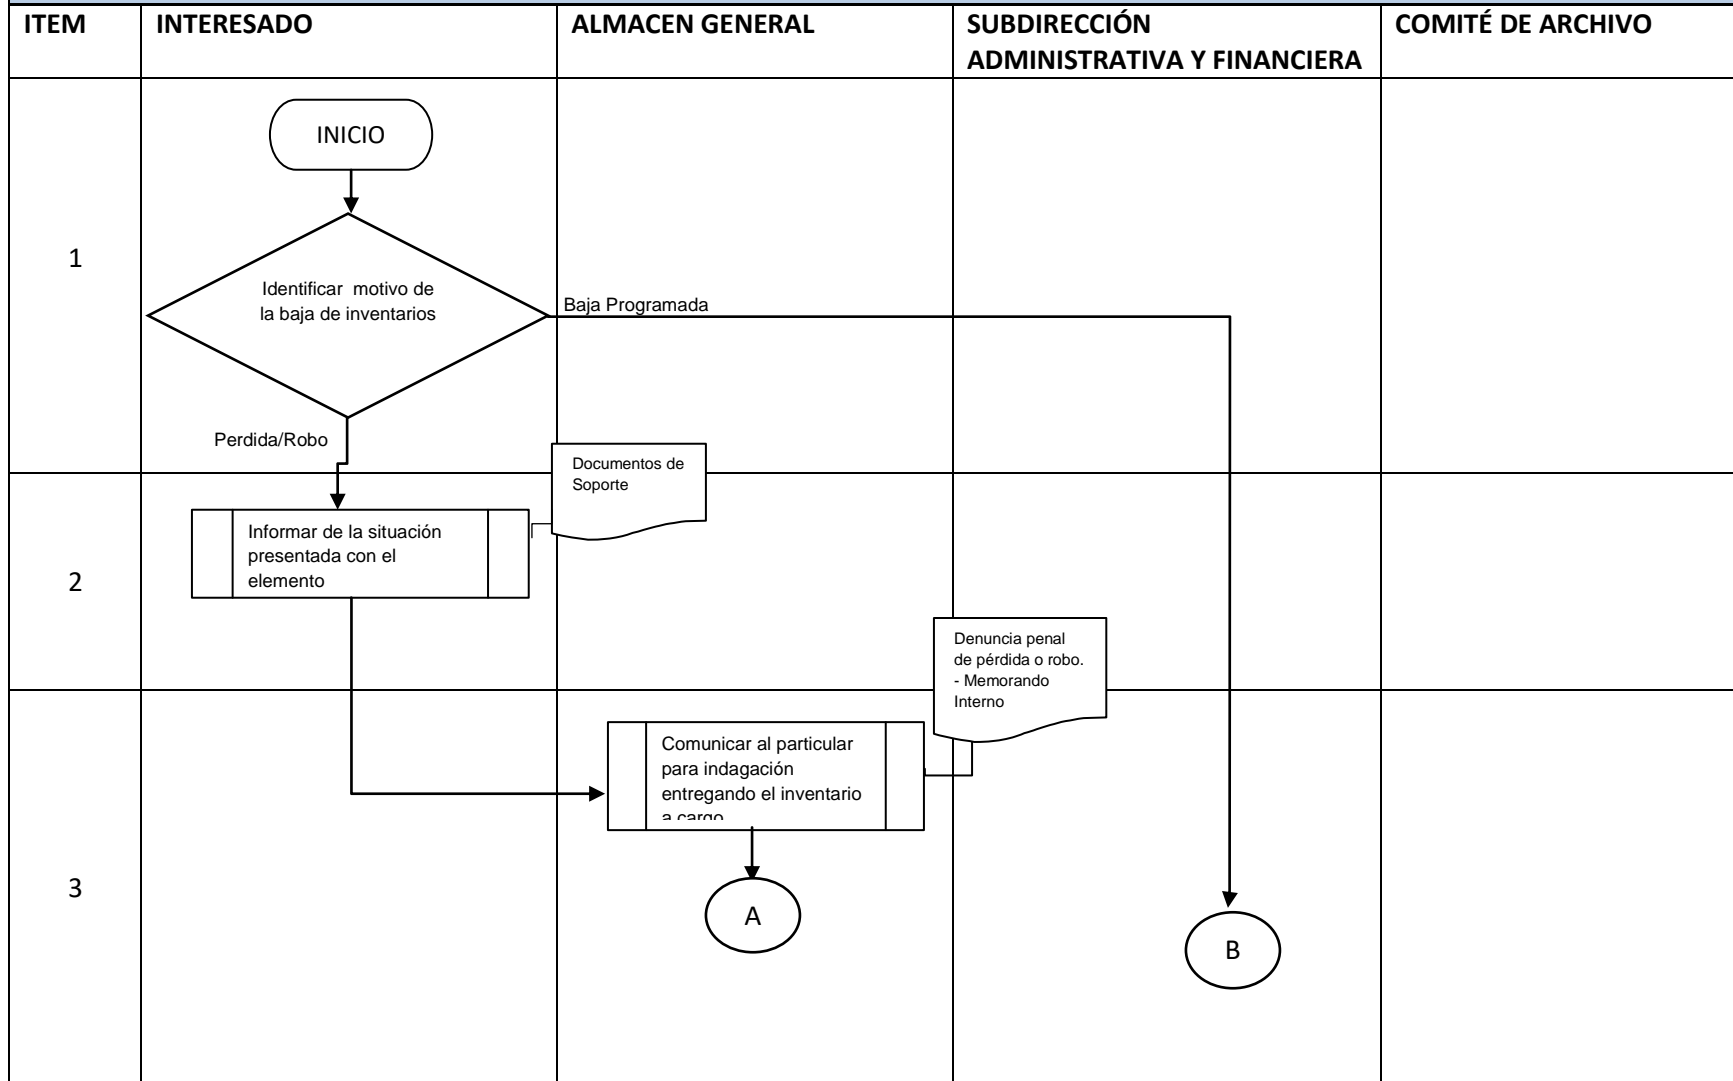 ITEM
INTERESADO
ALMACEN GENERAL
SUBDIRECCIÓN
ADMINISTRATIVA Y FINANCIERA
COMITÉ DE ARCHIVO
1
INICIO
Identificar motivo de
la baja de inventarios
Baja Programada
Perdida/Robo
Documentos de
Soporte
2
Informar de la situación
presentada con el
elemento
Denuncia penal
de pérdida o robo.
- Memorando
Interno
3
Comunicar al particular
para indagación
entregando el inventario
a cargo
A
B